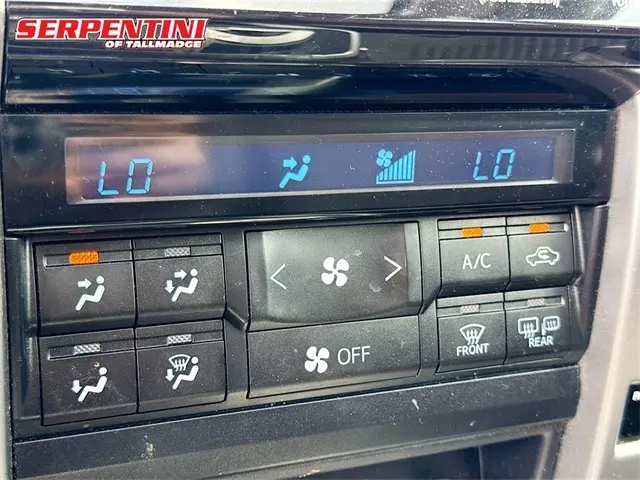 SERPENTINI
OF TALLMADGE
LO LO
A/C
OFF
FRONT
REAR